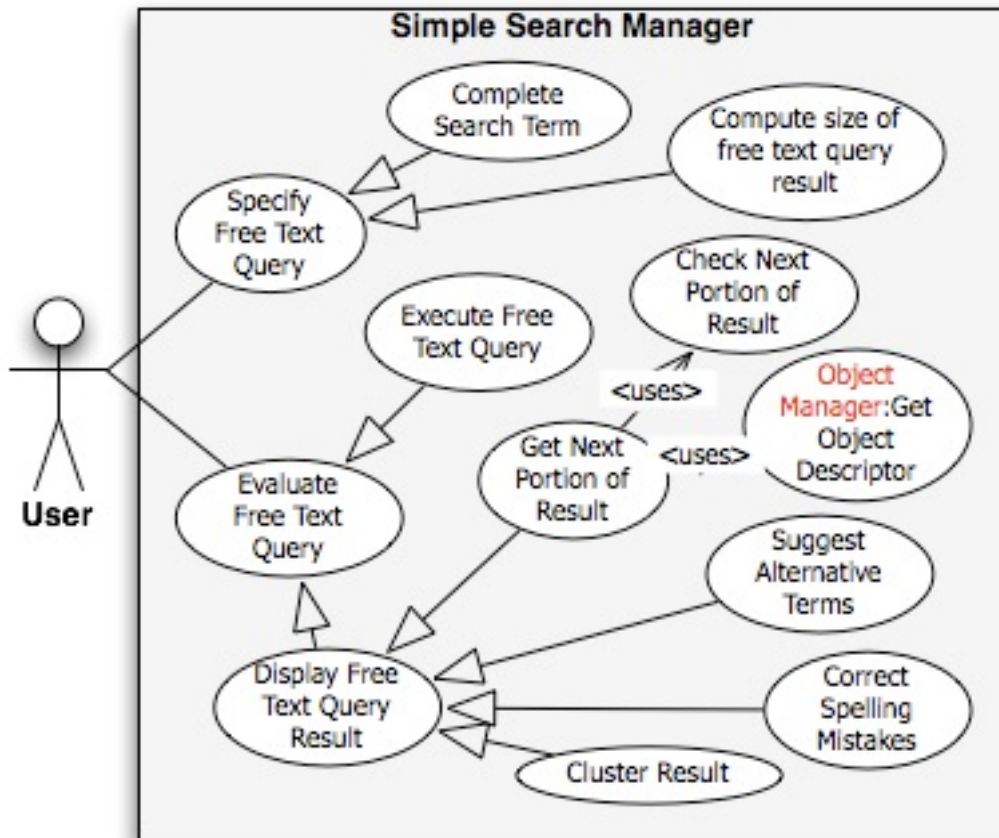 Simple Search Manager
Complete
Search Term
Compute size of
free text query
result
Specify
Free Text
Query
Check Next
Portion of
Result
Execute Free
Text Query
<uses>
Object
Manager:Get
Object
Descriptor
Get Next
Portion of
Result
<uses>
User
Evaluate
Free Text
Query
Suggest
Alternative
Terms
Display Free
Text Query
Result
Correct
Spelling
Mistakes
Cluster Result